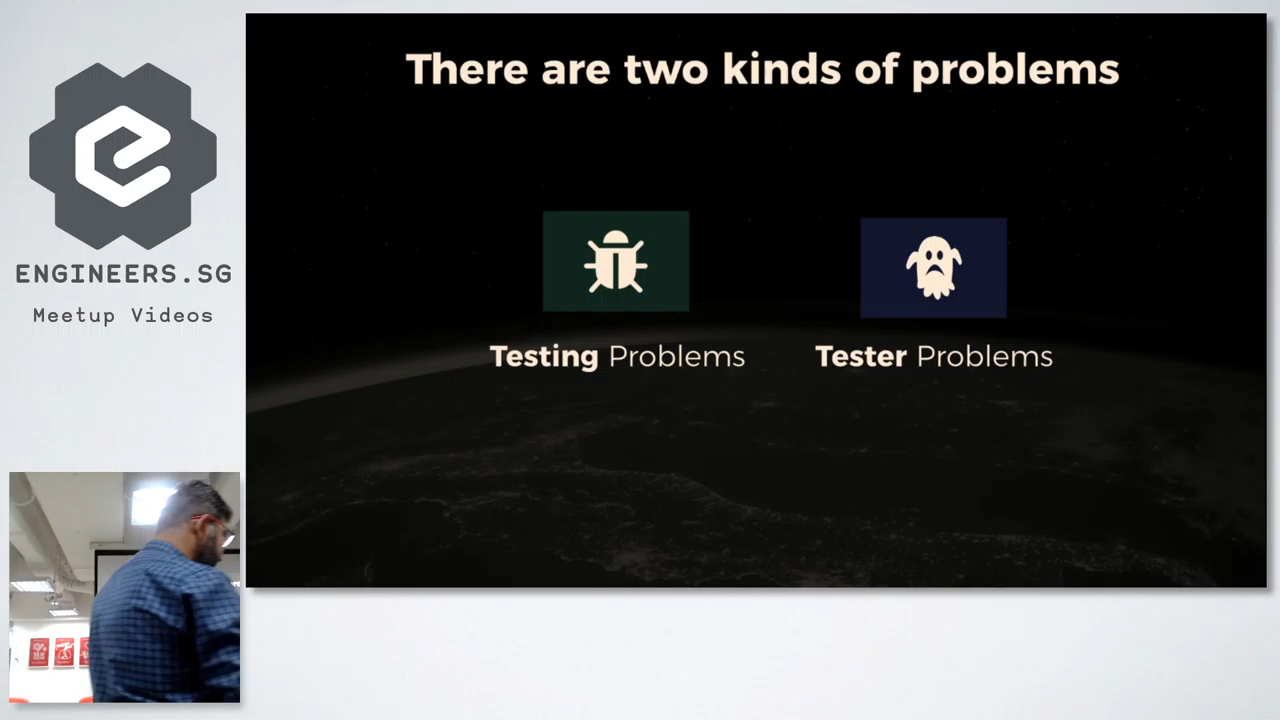 There are two kinds of problems
ENGINEERS.SG
Meetup Videos
Testing Problems
Tester Problems